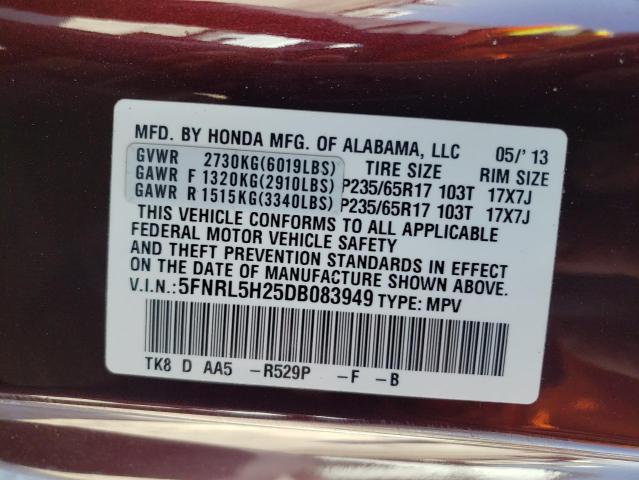 MFD. BY HONDA MFG. OF ALABAMA, LLC 05/' 13
GVWR 2730KG(6019LBS) TIRE SIZE RIM SIZE
GAWR F 1320KG(2910LBS) P235/65R17 103T 17X7J
GAWR R 1515KG(3340LBS) P235/65R17 103T 17X7J
THIS VEHICLE CONFORMS TO ALL APPLICABLE
FEDERAL MOTOR VEHICLE SAFETY
AND THEFT PREVENTION STANDARDS IN EFFECT
ON THE DATE OF MANUFACTURE SHOWN ABOVE.
V.I.N.:5FNRL5H25DB083949 TYPE: MPV
TK8 D AA5 -R529P -F -B